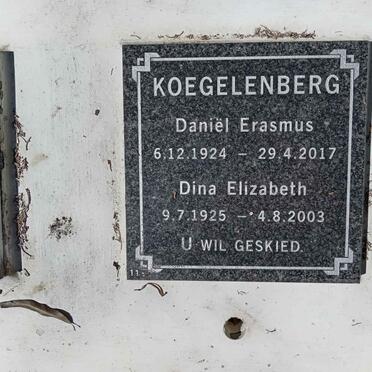 KOEGELENBERG
Daniël Erasmus
6.12.1924 – 29.4.2017
Dina Elizabeth
9.7.1925 – 4.8.2003
U WIL GESKIED.